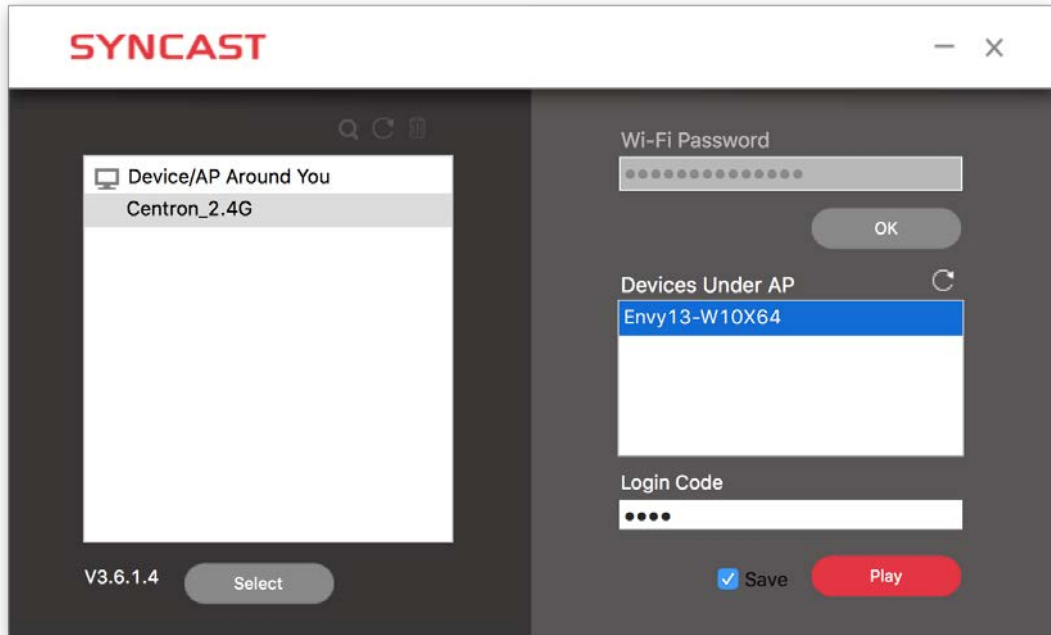 SYNCAST
Device/AP Around You
Centron_2.4G
V3.6.1.4
Select
Wi-Fi Password
●●●●●●●●●●●●●●
OK
Devices Under AP
Envy13-W10X64
Login Code
●●●●
Save
Play